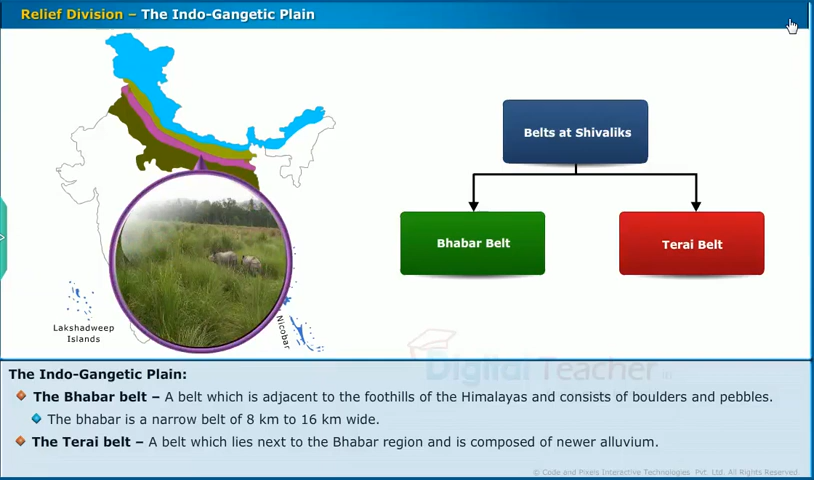 Relief Division – The Indo-Gangetic Plain
Belts at Shivaliks
Bhabar Belt
Terai Belt
Lakshadweep
Islands
Nicobar
Digital Teacher.in
The Indo-Gangetic Plain:
The Bhabar belt – A belt which is adjacent to the foothills of the Himalayas and consists of boulders and pebbles.
The bhabar is a narrow belt of 8 km to 16 km wide.
The Terai belt – A belt which lies next to the Bhabar region and is composed of newer alluvium.
© Code and Pixels Interactive Technologies Pvt. Ltd. All Rights Reserved.